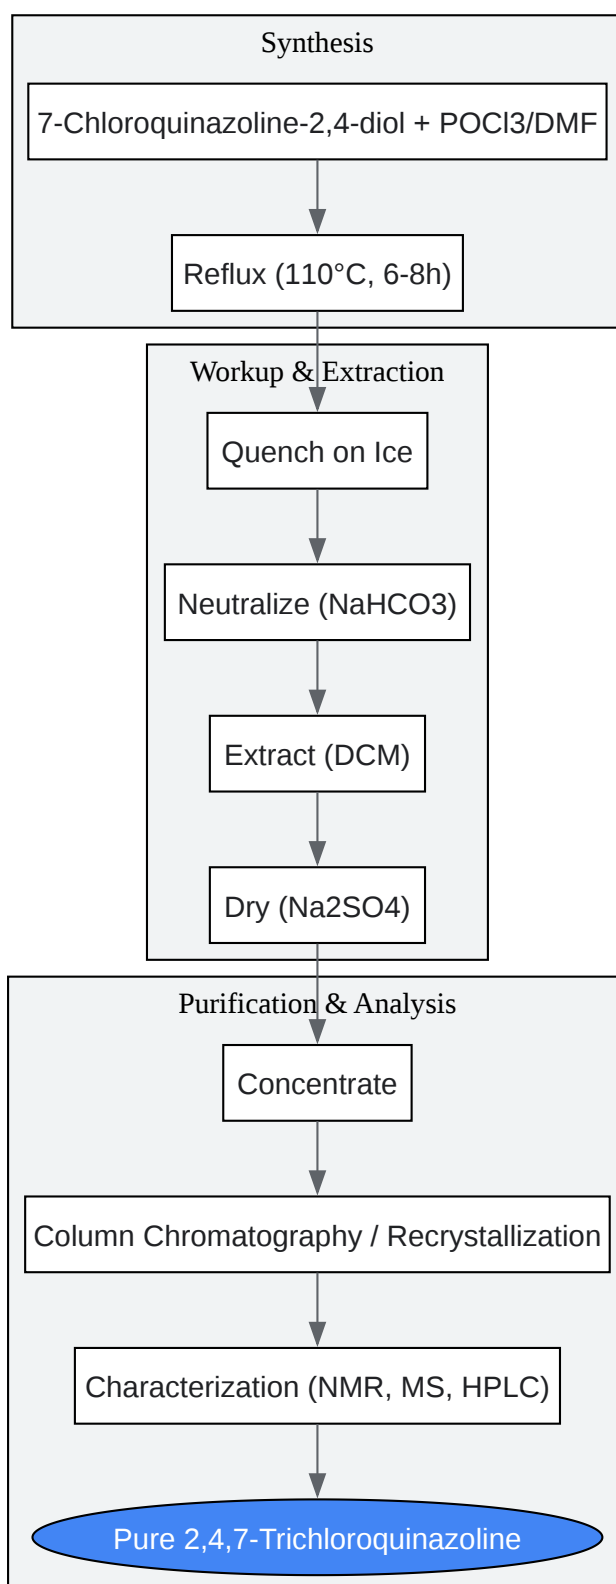 Synthesis
7-Chloroquinazoline-2,4-diol + POCl3/DMF
Reflux (110°C, 6-8h)
Workup & Extraction
Quench on Ice
Neutralize (NaHCO3)
Extract (DCM)
Dry (Na2SO4)
Purification & Analysis
Concentrate
Column Chromatography / Recrystallization
Characterization (NMR, MS, HPLC)
Pure 2,4,7-Trichloroquinazoline